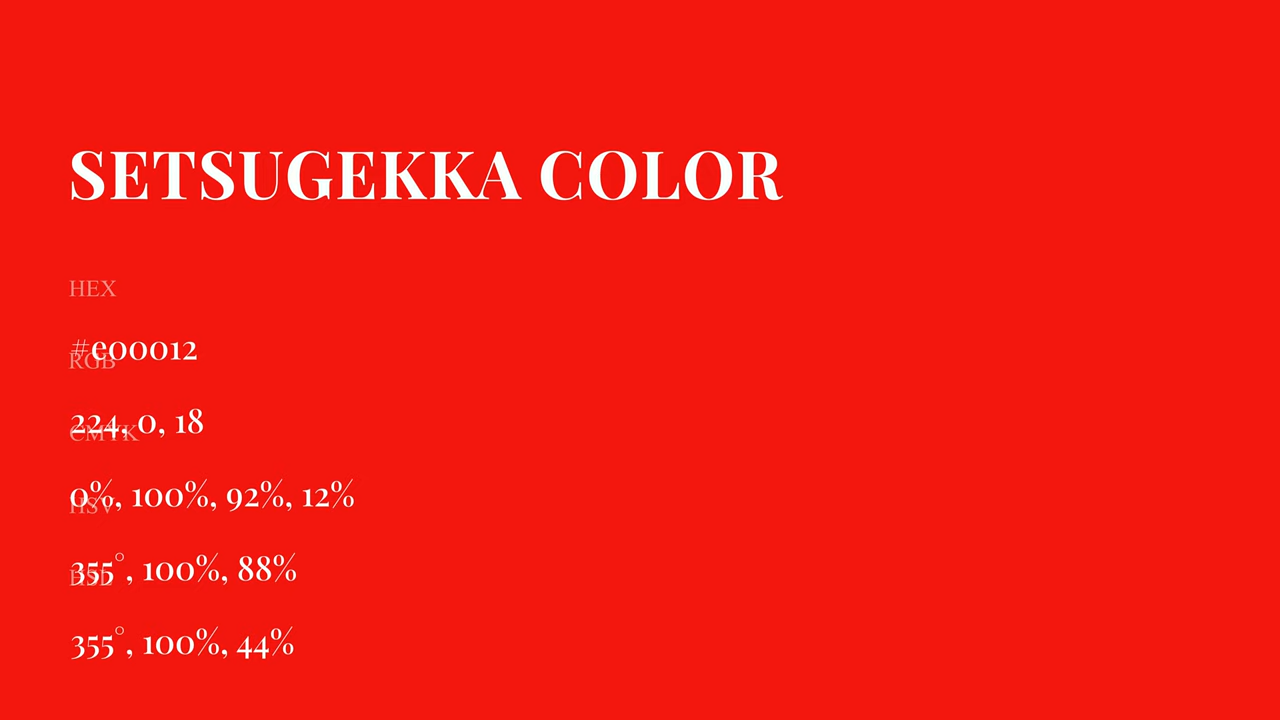 SETSUGEKKA COLOR
HEX
#e00012
RGB
224, 0, 18
CMYK
0%, 100%, 92%, 12%
HSV
355°, 100%, 88%
HSL
355°, 100%, 44%